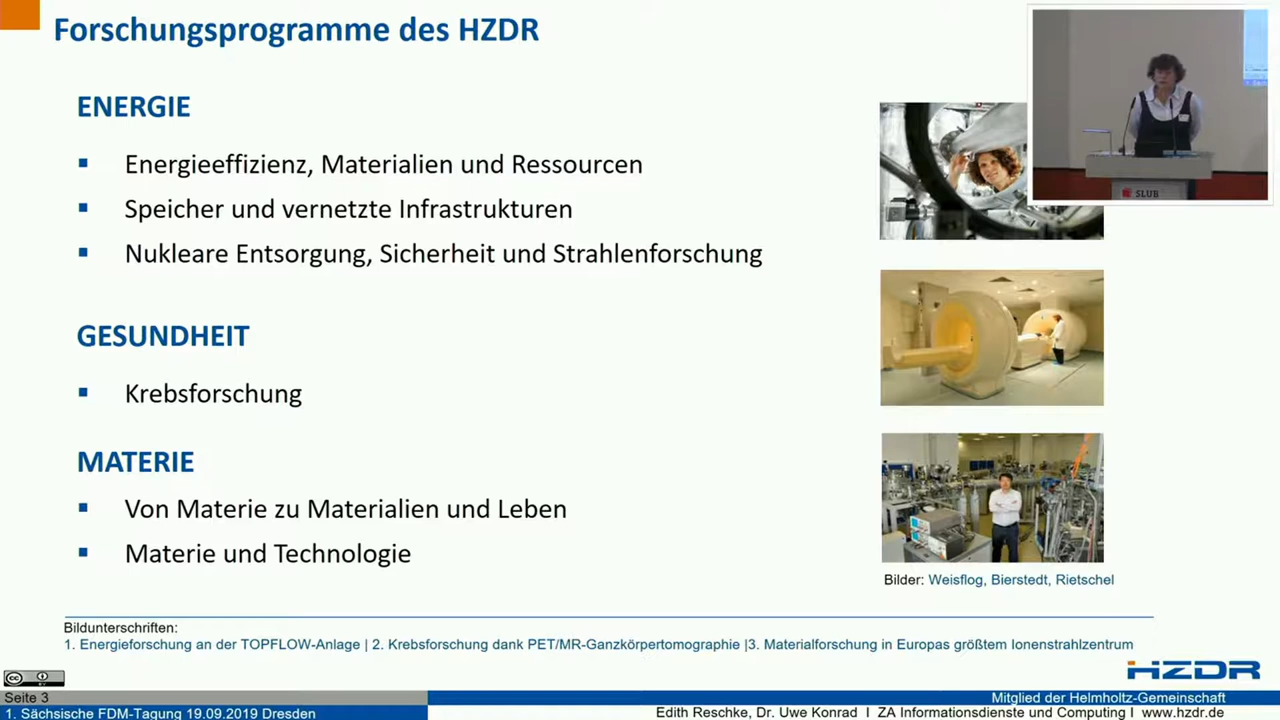 Forschungsprogramme des HZDR
ENERGIE
Energieeffizienz, Materialien und Ressourcen
Speicher und vernetzte Infrastrukturen
Nukleare Entsorgung, Sicherheit und Strahlenforschung
GESUNDHEIT
Krebsforschung
MATERIE
Von Materie zu Materialien und Leben
Materie und Technologie
SLUB
Bilder: Weisflog, Bierstedt, Rietschel
Bildunterschriften:
1. Energieforschung an der TOPFLOW-Anlage | 2. Krebsforschung dank PET/MR-Ganzkörpertomographie |3. Materialforschung in Europas größtem Ionenstrahlzentrum
HZDR
cc
BY
Seite 3
Mitglied der Helmholtz-Gemeinschaft
1. Sächsische FDM-Tagung 19.09.2019 Dresden
Edith Reschke, Dr. Uwe Konrad I ZA Informationsdienste und Computing I www.hzdr.de